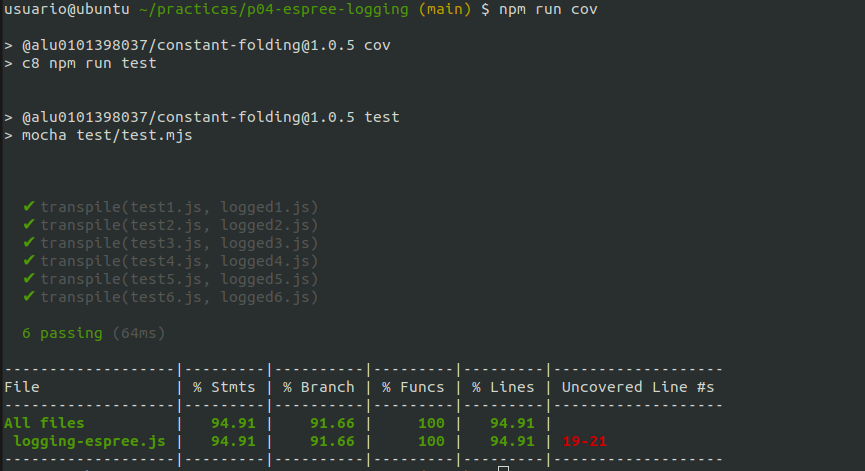 usuario@ubuntu ~/practicas/p04-espree-logging (main) $ npm run cov
> @alu0101398037/constant-folding@1.0.5 cov
> c8 npm run test
> @alu0101398037/constant-folding@1.0.5 test
> mocha test/test.mjs
✔ transpile(test1.js, logged1.js)
✔ transpile(test2.js, logged2.js)
✔ transpile(test3.js, logged3.js)
✔ transpile(test4.js, logged4.js)
✔ transpile(test5.js, logged5.js)
✔ transpile(test6.js, logged6.js)
6 passing (64ms)
-------------------|---------|----------|---------|---------|-------------------
File               | % Stmts | % Branch | % Funcs | % Lines | Uncovered Line #s
-------------------|---------|----------|---------|---------|-------------------
All files          |   94.91 |    91.66 |     100 |   94.91 |
 logging-espree.js |   94.91 |    91.66 |     100 |   94.91 | 19-21
-------------------|---------|----------|---------|---------|-------------------